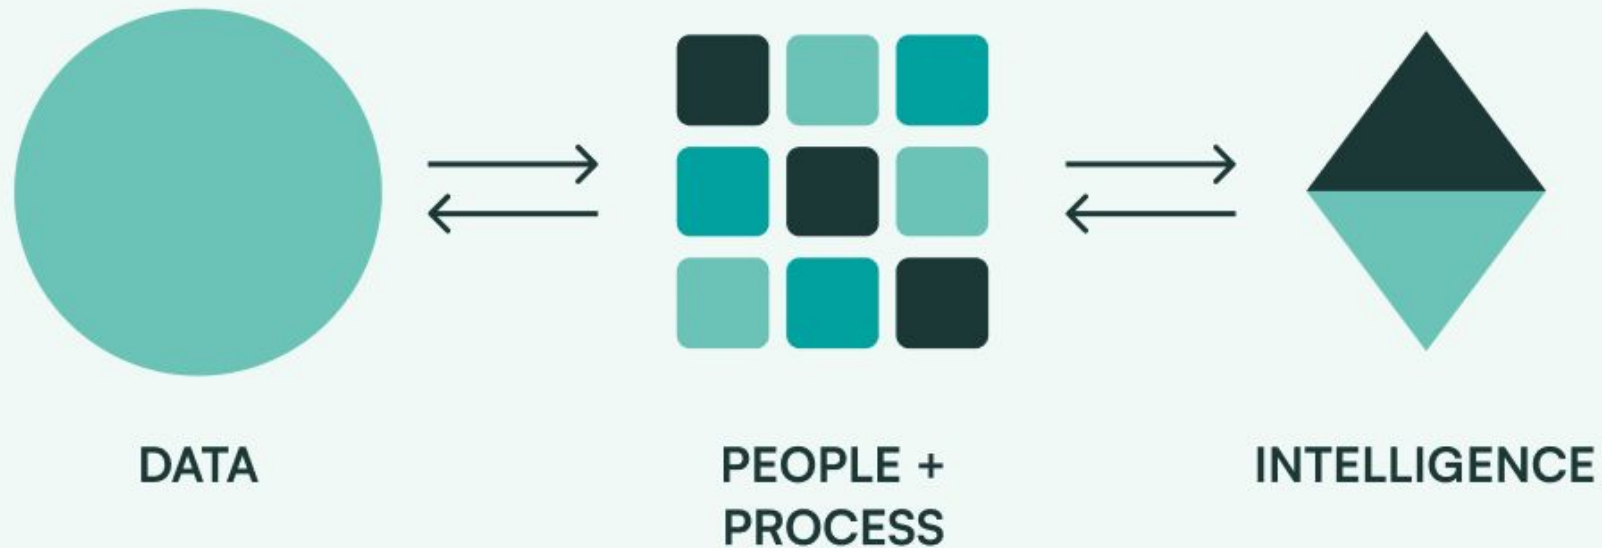 DATA
PEOPLE +
PROCESS
INTELLIGENCE